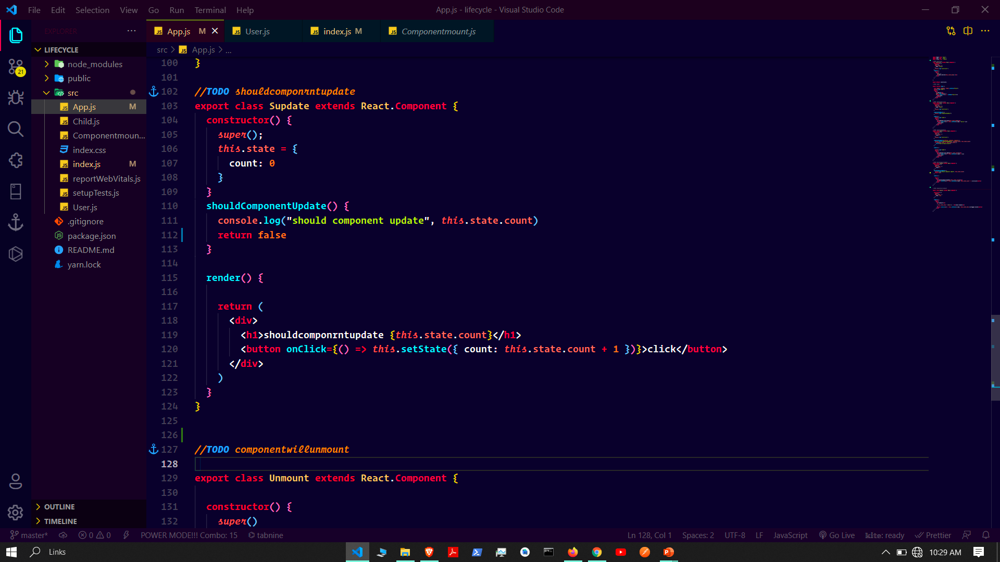 File Edit Selection View Go Run Terminal Help
App.js - lifecycle - Visual Studio Code
EXPLORER
App.js M
User.js
index.js M
Componentmount.js
src > App.js > ...
LIFECYCLE
node_modules
public
src
App.js M
Child.js
Componentmoun...
index.css
index.js M
reportWebVitals.js
setupTests.js
User.js
.gitignore
package.json
README.md
yarn.lock
OUTLINE
TIMELINE
21
100 }
101
102 //TODO shouldcomponrntupdate
103 export class Supdate extends React.Component {
104 constructor() {
105 super();
106 this.state = {
107 count: 0
108 }
109 }
110 shouldComponentUpdate() {
111 console.log("should component update", this.state.count)
112 return false
113 }
114
115 render() {
116
117 return (
118 <div>
119 <h1>shouldcomponrntupdate {this.state.count}</h1>
120 <button onClick={() => this.setState({ count: this.state.count + 1 })}>click</button>
121 </div>
122 )
123 }
124 }
125
126
127 //TODO componentwillunmount
128
129 export class Unmount extends React.Component {
130
131 constructor() {
132 super()
master* 0 0 POWER MODE!!! Combo: 15 tabnine
Ln 128, Col 1 Spaces: 2 UTF-8 LF JavaScript Go Live kite: ready Prettier
Links
10:29 AM